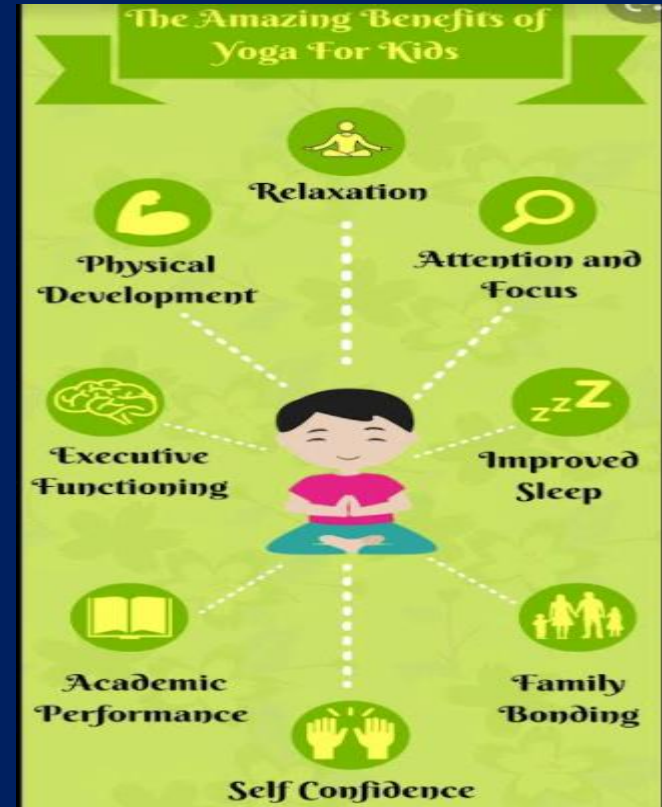 The Amazing Benefits of
Yoga For Kids
Relaxation
Physical
Development
Attention and
Focus
Executive
Functioning
zzZ
Improved
Sleep
Academic
Performance
Family
Bonding
Self Confidence